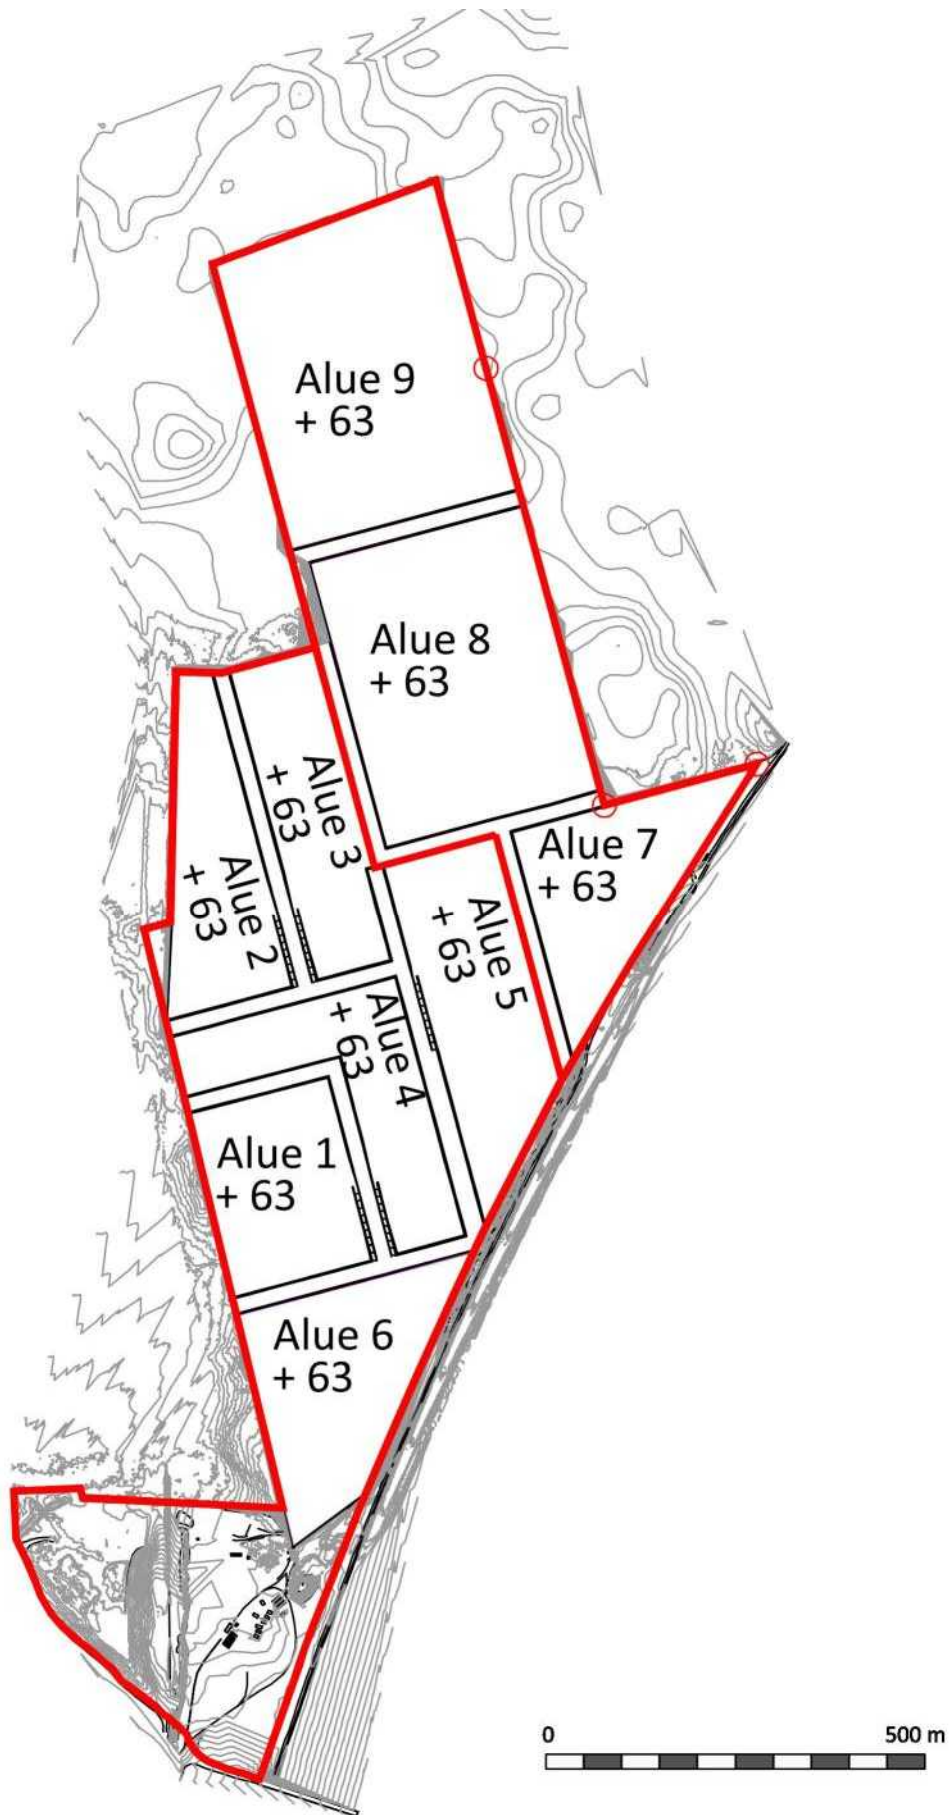 Alue 9
+ 63
Alue 8
+ 63
Alue 3
+ 63
Alue 7
+ 63
Alue 2
+ 63
Alue 5
+ 63
Alue 4
+ 63
Alue 1
+ 63
Alue 6
+ 63
0 500 m